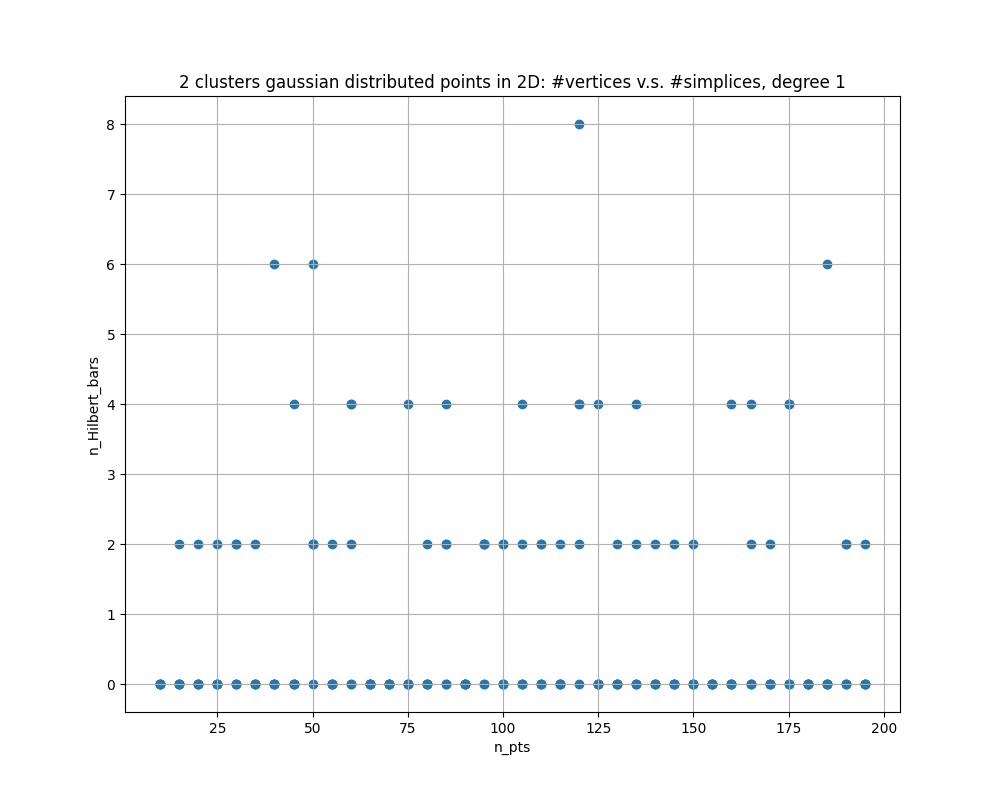 2 clusters gaussian distributed points in 2D: #vertices v.s. #simplices, degree 1
8
7
6
5
4
3
2
1
0
n_Hilbert_bars
25 50 75 100 125 150 175 200
n_pts